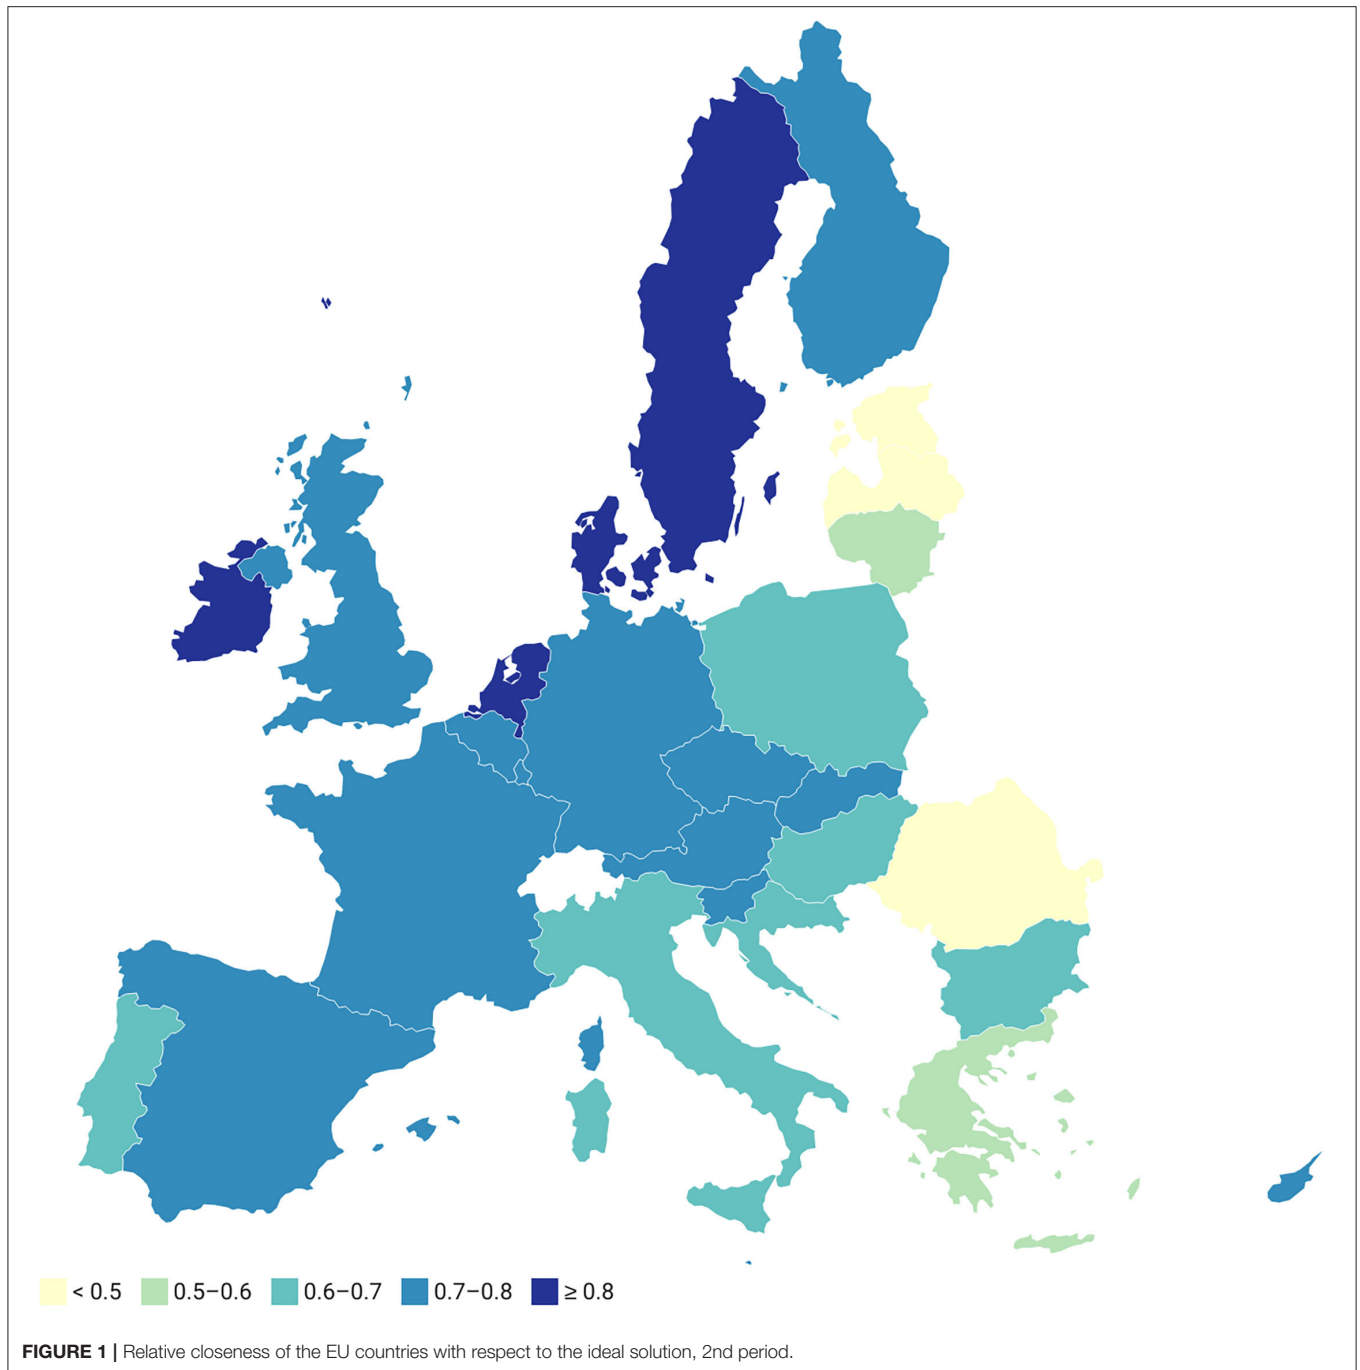 < 0.5 0.5–0.6 0.6–0.7 0.7–0.8 ≥ 0.8
FIGURE 1 | Relative closeness of the EU countries with respect to the ideal solution, 2nd period.